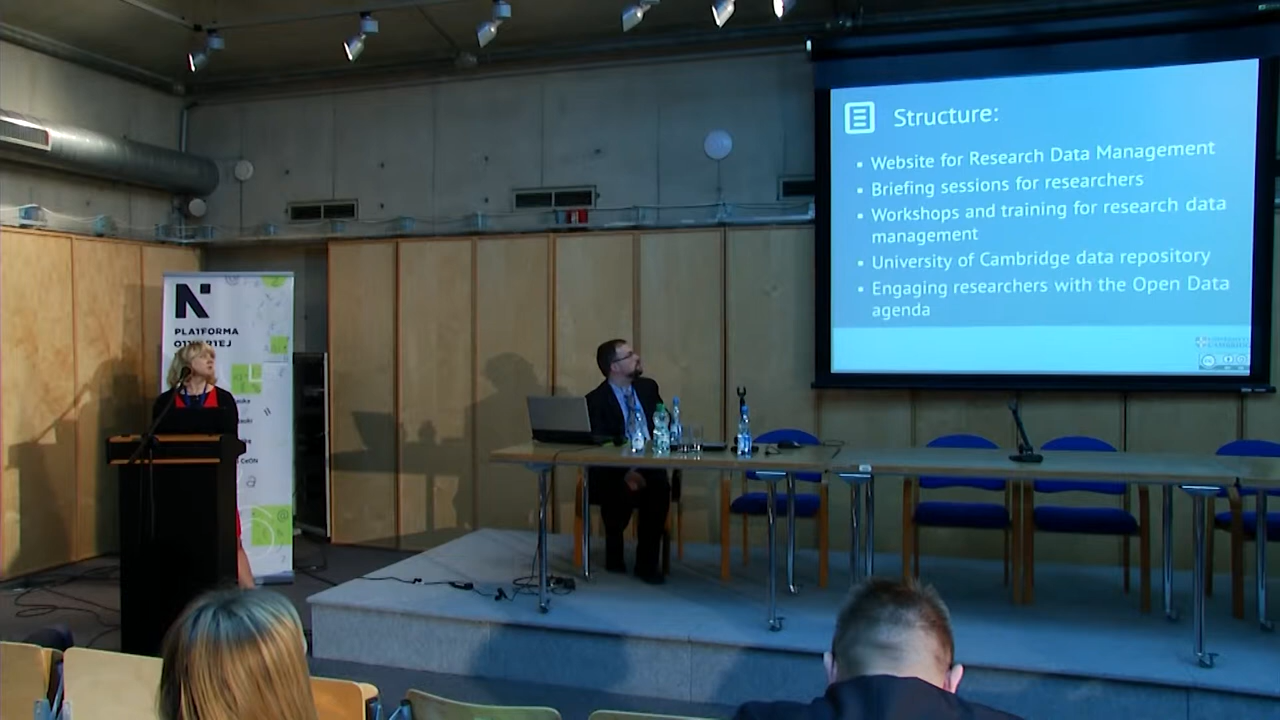 Structure:
Website for Research Data Management
Briefing sessions for researchers
Workshops and training for research data
management
University of Cambridge data repository
Engaging researchers with the Open Data
agenda
N
PLATFORMA
CeON